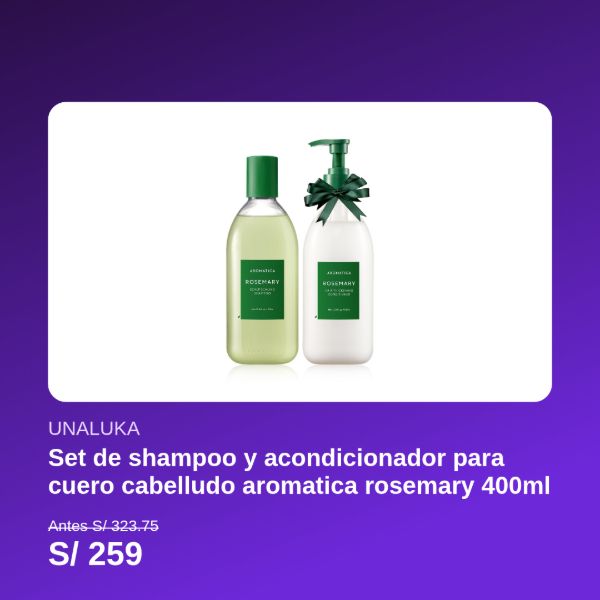 AROMATICA
ROSEMARY
AROMATICA
ROSEMARY
UNALUKA
Set de shampoo y acondicionador para
cuero cabelludo aromatica rosemary 400ml
Antes S/ 323.75
S/ 259